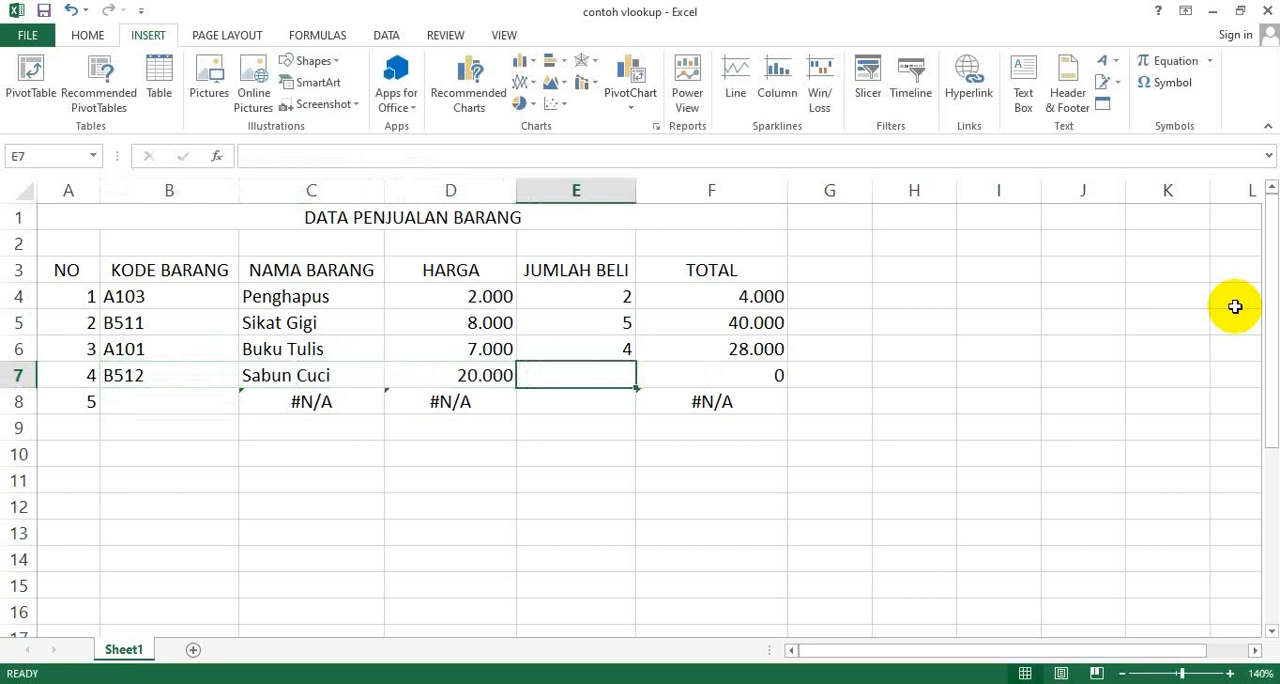 contoh vlookup - Excel
FILE HOME INSERT PAGE LAYOUT FORMULAS DATA REVIEW VIEW Sign in
PivotTable Recommended PivotTables Table Pictures Online Pictures Shapes SmartArt Screenshot Apps for Office Recommended Charts PivotChart Power View Line Column Win/Loss Slicer Timeline Hyperlink Text Box Header & Footer Equation Symbol
Tables Illustrations Apps Charts Reports Sparklines Filters Links Text Symbols
E7 fx
A B C D E F G H I J K L
1 DATA PENJUALAN BARANG
2
3 NO KODE BARANG NAMA BARANG HARGA JUMLAH BELI TOTAL
4 1 A103 Penghapus 2.000 2 4.000
5 2 B511 Sikat Gigi 8.000 5 40.000
6 3 A101 Buku Tulis 7.000 4 28.000
7 4 B512 Sabun Cuci 20.000 0
8 5 #N/A #N/A #N/A
9
10
11
12
13
14
15
16
17
Sheet1
READY 140%